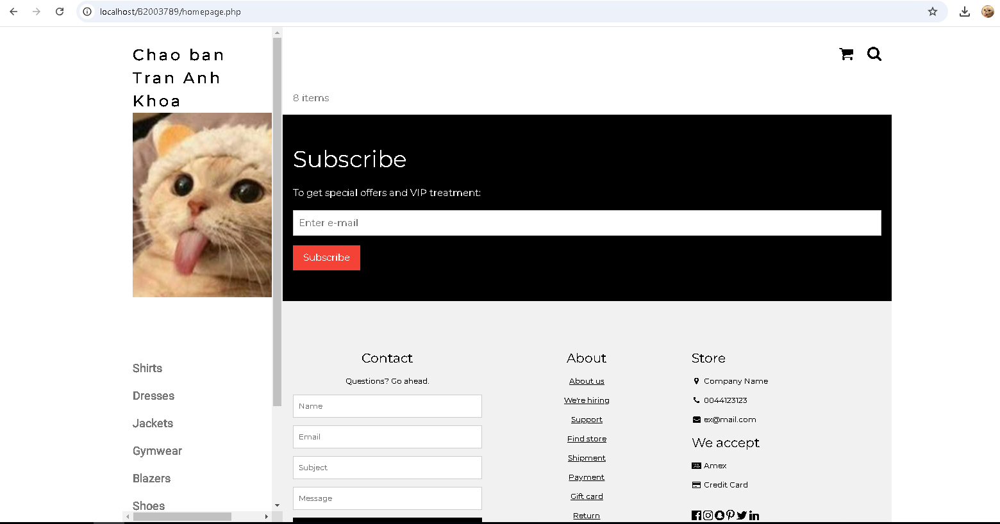 localhost/B2003789/homepage.php
Chao ban
Tran Anh
Khoa
Shirts
Dresses
Jackets
Gymwear
Blazers
Shoes
8 items
Subscribe
To get special offers and VIP treatment:
Enter e-mail
Subscribe
Contact
Questions? Go ahead.
Name
Email
Subject
Message
About
About us
We're hiring
Support
Find store
Shipment
Payment
Gift card
Return
Store
Company Name
0044123123
ex@mail.com
We accept
Amex
Credit Card